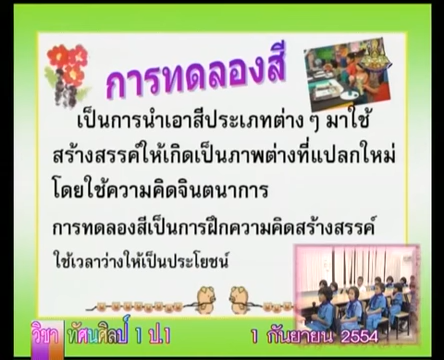 การทดลองสี
เป็นการนำเอาสีประเภทต่าง ๆ มาใช้
สร้างสรรค์ให้เกิดเป็นภาพต่างที่แปลกใหม่
โดยใช้ความคิดจินตนาการ
การทดลองสีเป็นการฝึกความคิดสร้างสรรค์
ใช้เวลาว่างให้เป็นประโยชน์
วิชา ทัศนศิลป์ 1 ป.1
1 กันยายน 2554